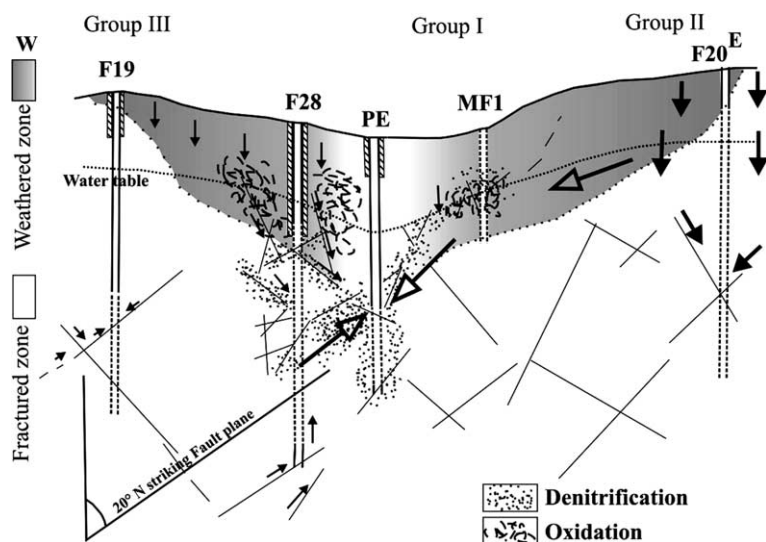 Group III
Group I
Group II
W
E
F19
F28
PE
MF1
F20
Weathered zone
Water table
Fractured zone
20° N striking Fault plane
Denitrification
Oxidation